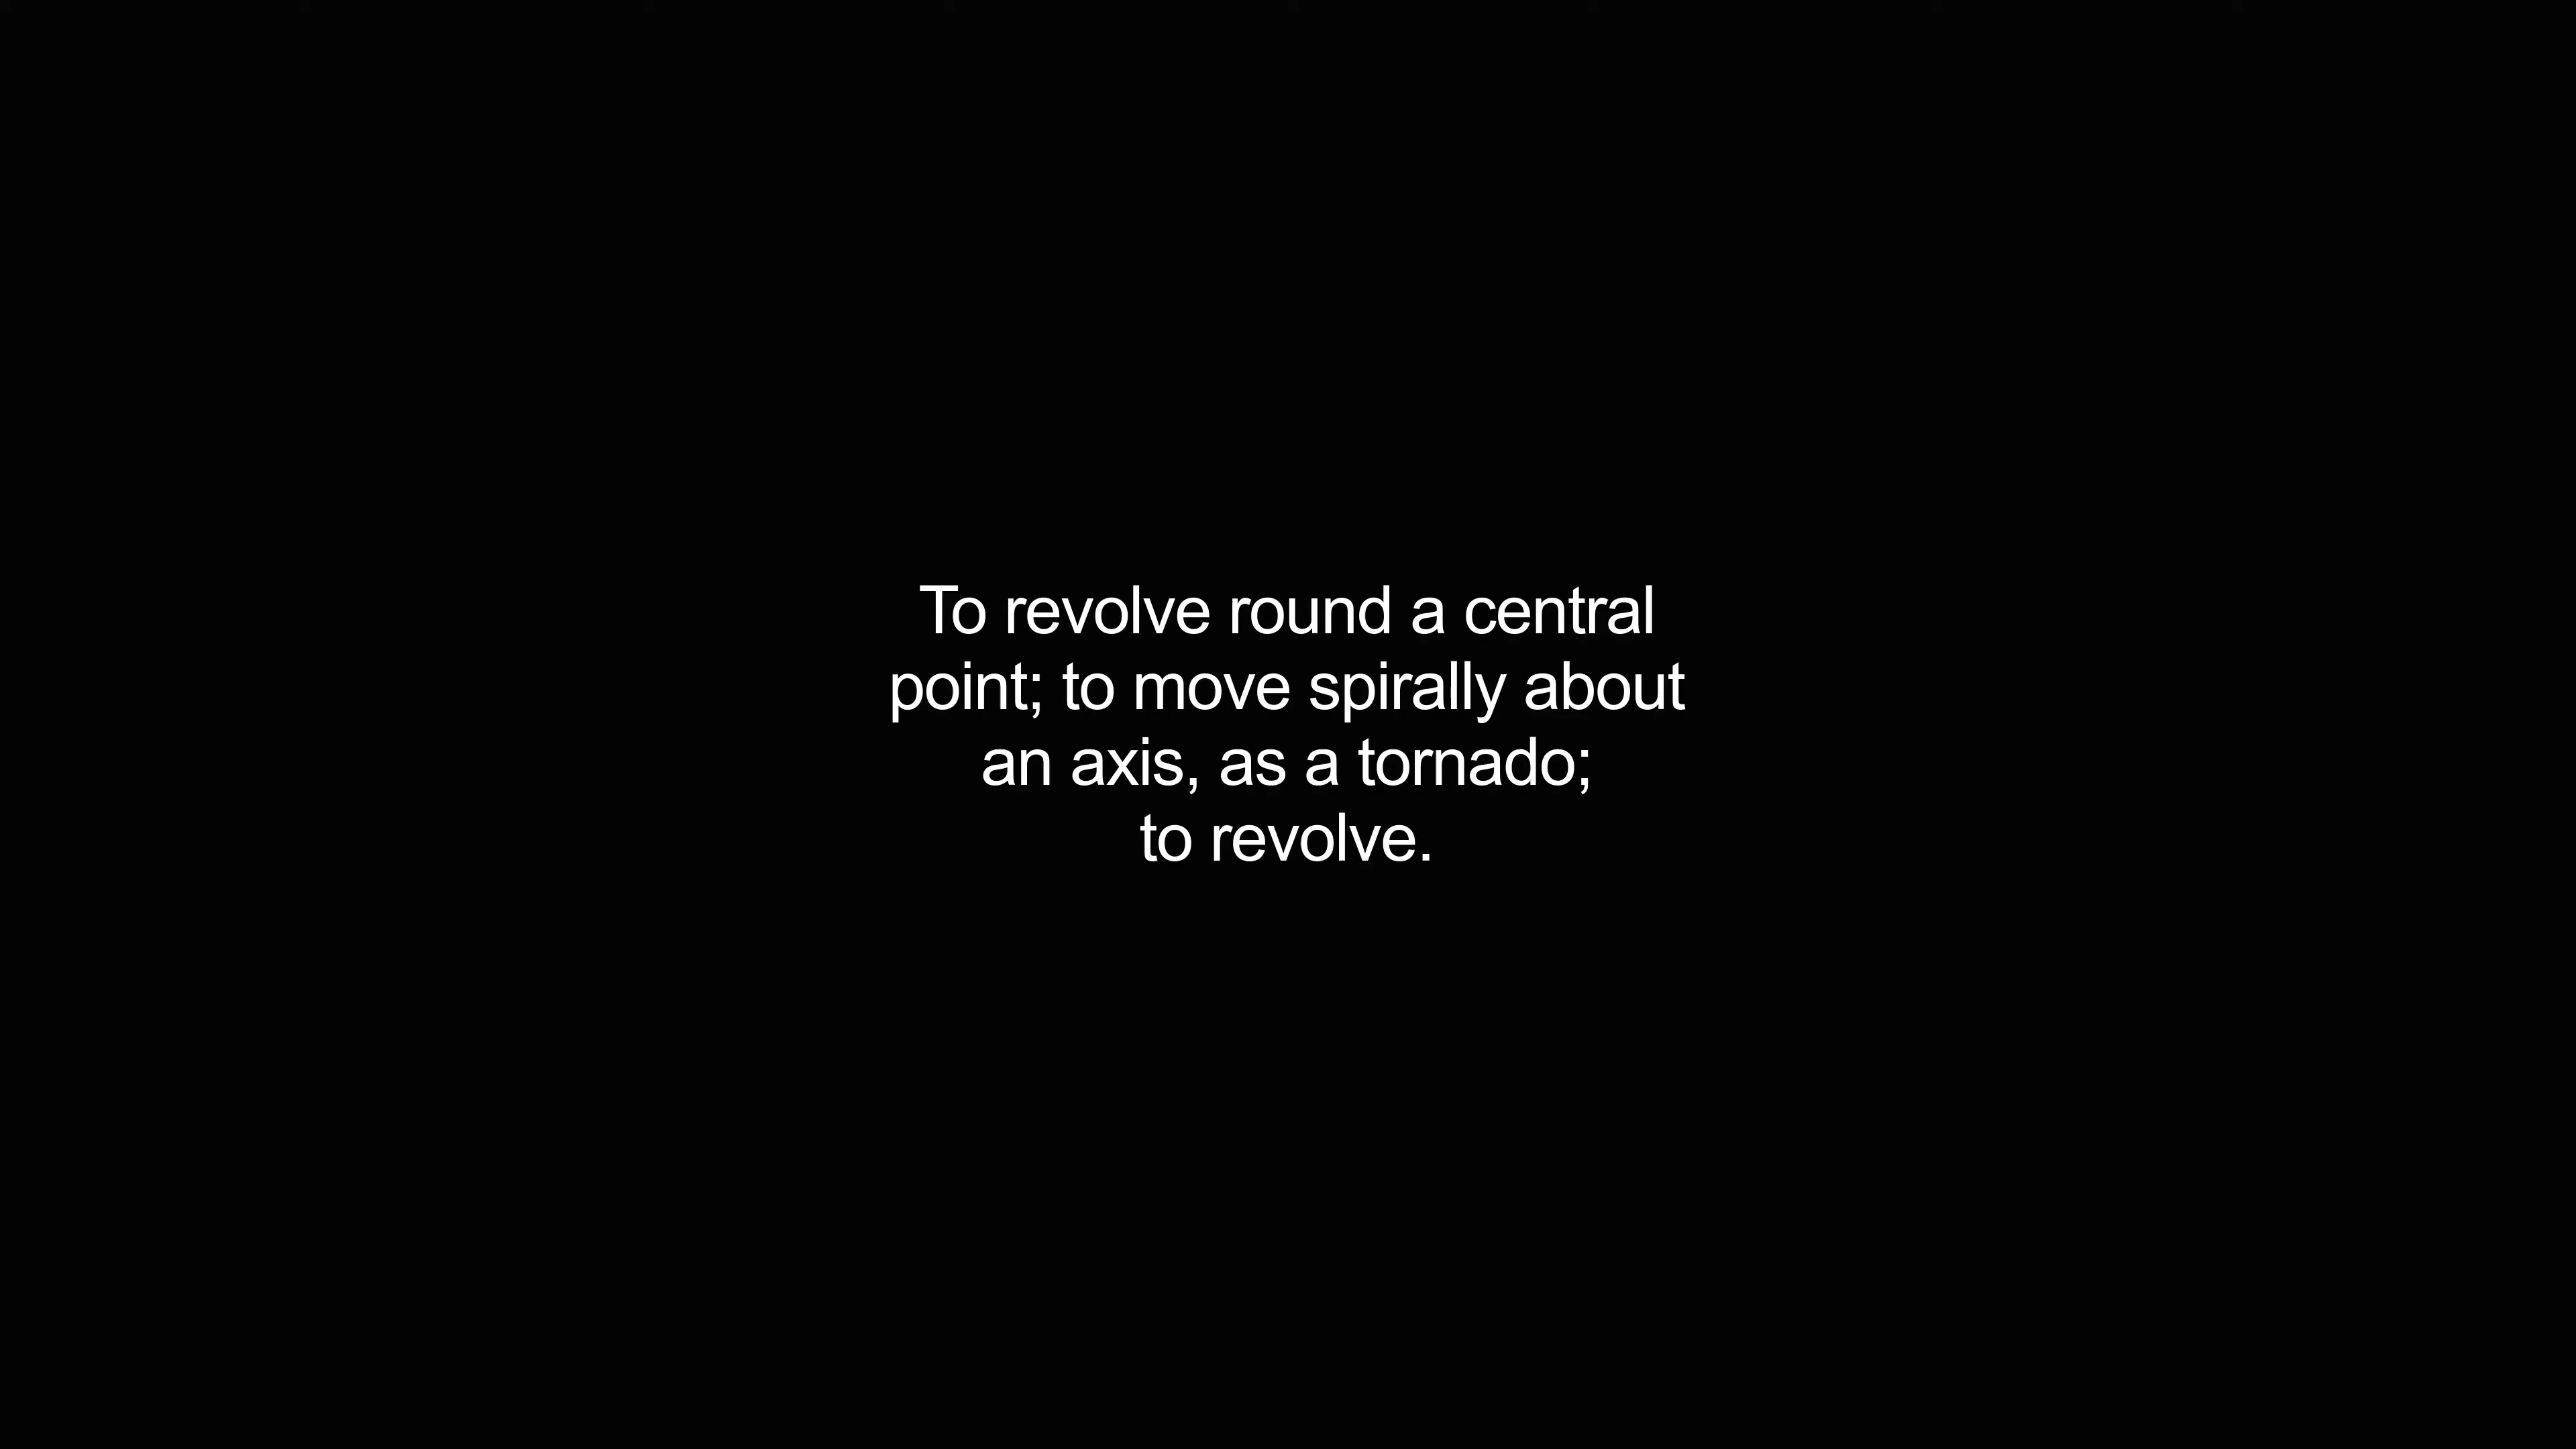 To revolve round a central
point; to move spirally about
an axis, as a tornado;
to revolve.